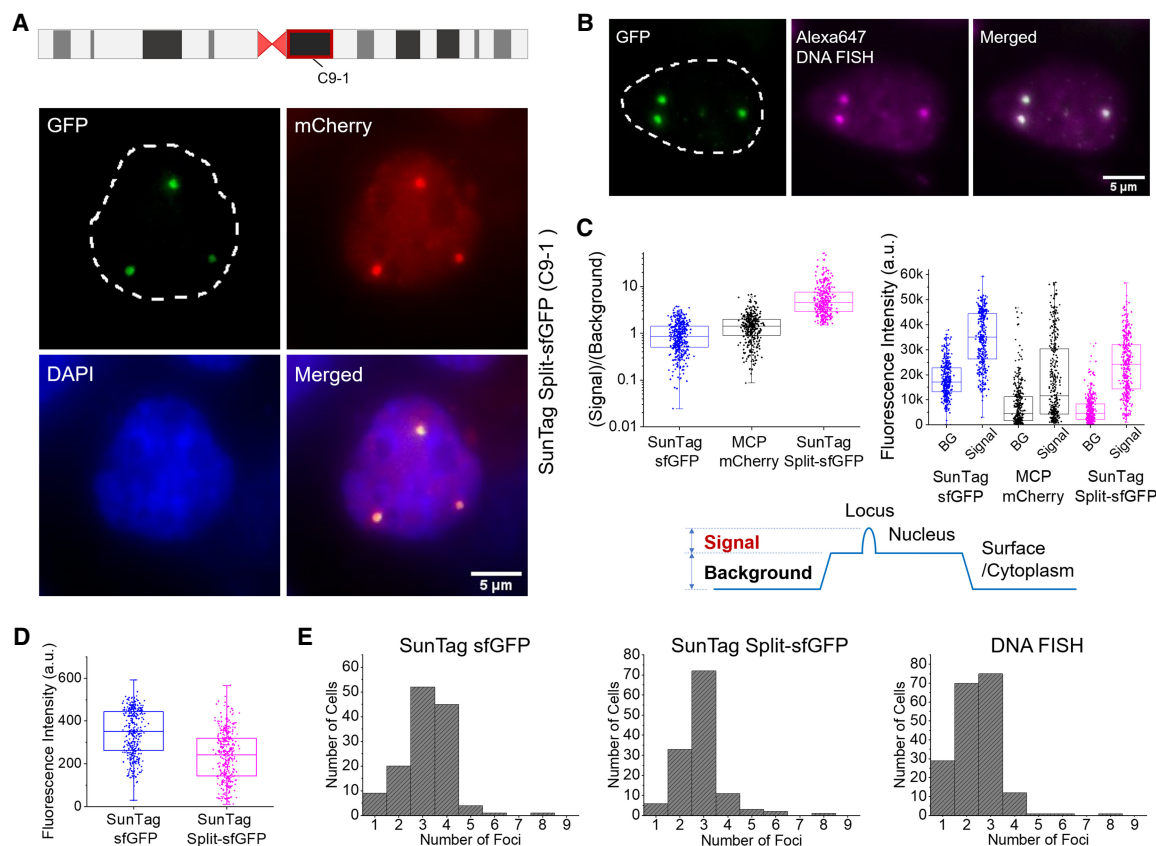 A
C9-1
GFP
mCherry
DAPI
Merged
5 µm
SunTag Split-sfGFP (C9-1 )
B
GFP
Alexa647
DNA FISH
Merged
5 µm
C
(Signal)/(Background)
10
1
0.1
0.01
SunTag
sfGFP
MCP
mCherry
SunTag
Split-sfGFP
Fluorescence Intensity (a.u.)
60k
50k
40k
30k
20k
10k
0
BG
Signal
BG
Signal
BG
Signal
SunTag
sfGFP
MCP
mCherry
SunTag
Split-sfGFP
Locus
Signal
Nucleus
Background
Surface
/Cytoplasm
D
Fluorescence Intensity (a.u.)
600
400
200
0
SunTag
sfGFP
SunTag
Split-sfGFP
E
SunTag sfGFP
Number of Cells
60
50
40
30
20
10
0
1 2 3 4 5 6 7 8 9
Number of Foci
SunTag Split-sfGFP
Number of Cells
80
70
60
50
40
30
20
10
0
1 2 3 4 5 6 7 8 9
Number of Foci
DNA FISH
Number of Cells
80
70
60
50
40
30
20
10
0
1 2 3 4 5 6 7 8 9
Number of Foci